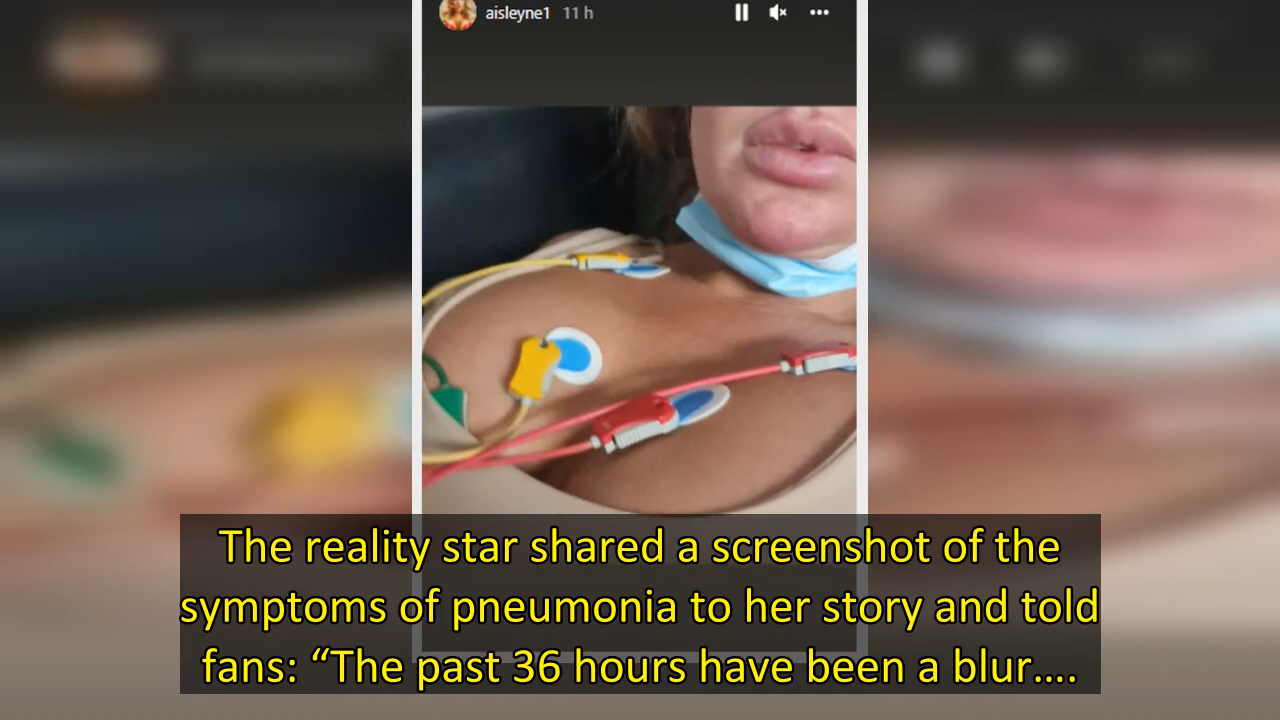 aisleyne1 11 h
The reality star shared a screenshot of the
symptoms of pneumonia to her story and told
fans: “The past 36 hours have been a blur....